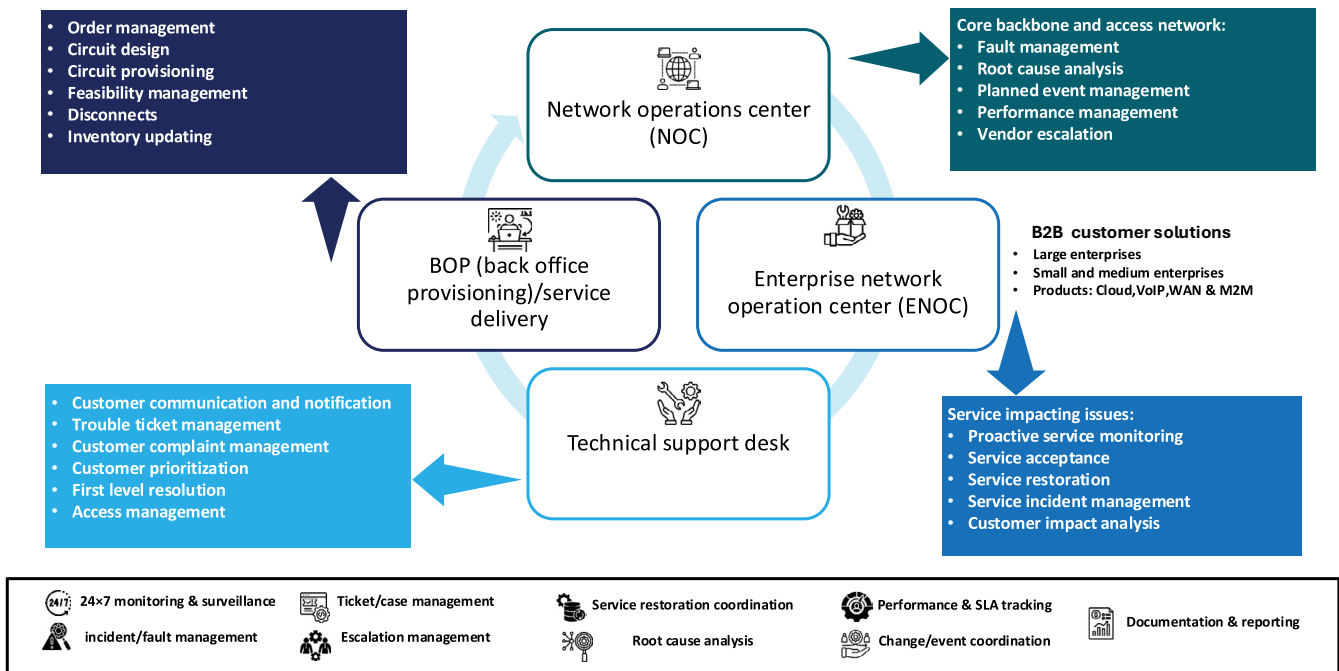 • Order management
• Circuit design
• Circuit provisioning
• Feasibility management
• Disconnects
• Inventory updating
Network operations center
(NOC)
Core backbone and access network:
• Fault management
• Root cause analysis
• Planned event management
• Performance management
• Vendor escalation
BOP (back office
provisioning)/service
delivery
Enterprise network
operation center (ENOC)
B2B customer solutions
• Large enterprises
• Small and medium enterprises
• Products: Cloud,VoIP,WAN & M2M
• Customer communication and notification
• Trouble ticket management
• Customer complaint management
• Customer prioritization
• First level resolution
• Access management
Technical support desk
Service impacting issues:
• Proactive service monitoring
• Service acceptance
• Service restoration
• Service incident management
• Customer impact analysis
24/7
24×7 monitoring & surveillance
Ticket/case management
Service restoration coordination
Performance & SLA tracking
Documentation & reporting
incident/fault management
Escalation management
Root cause analysis
Change/event coordination